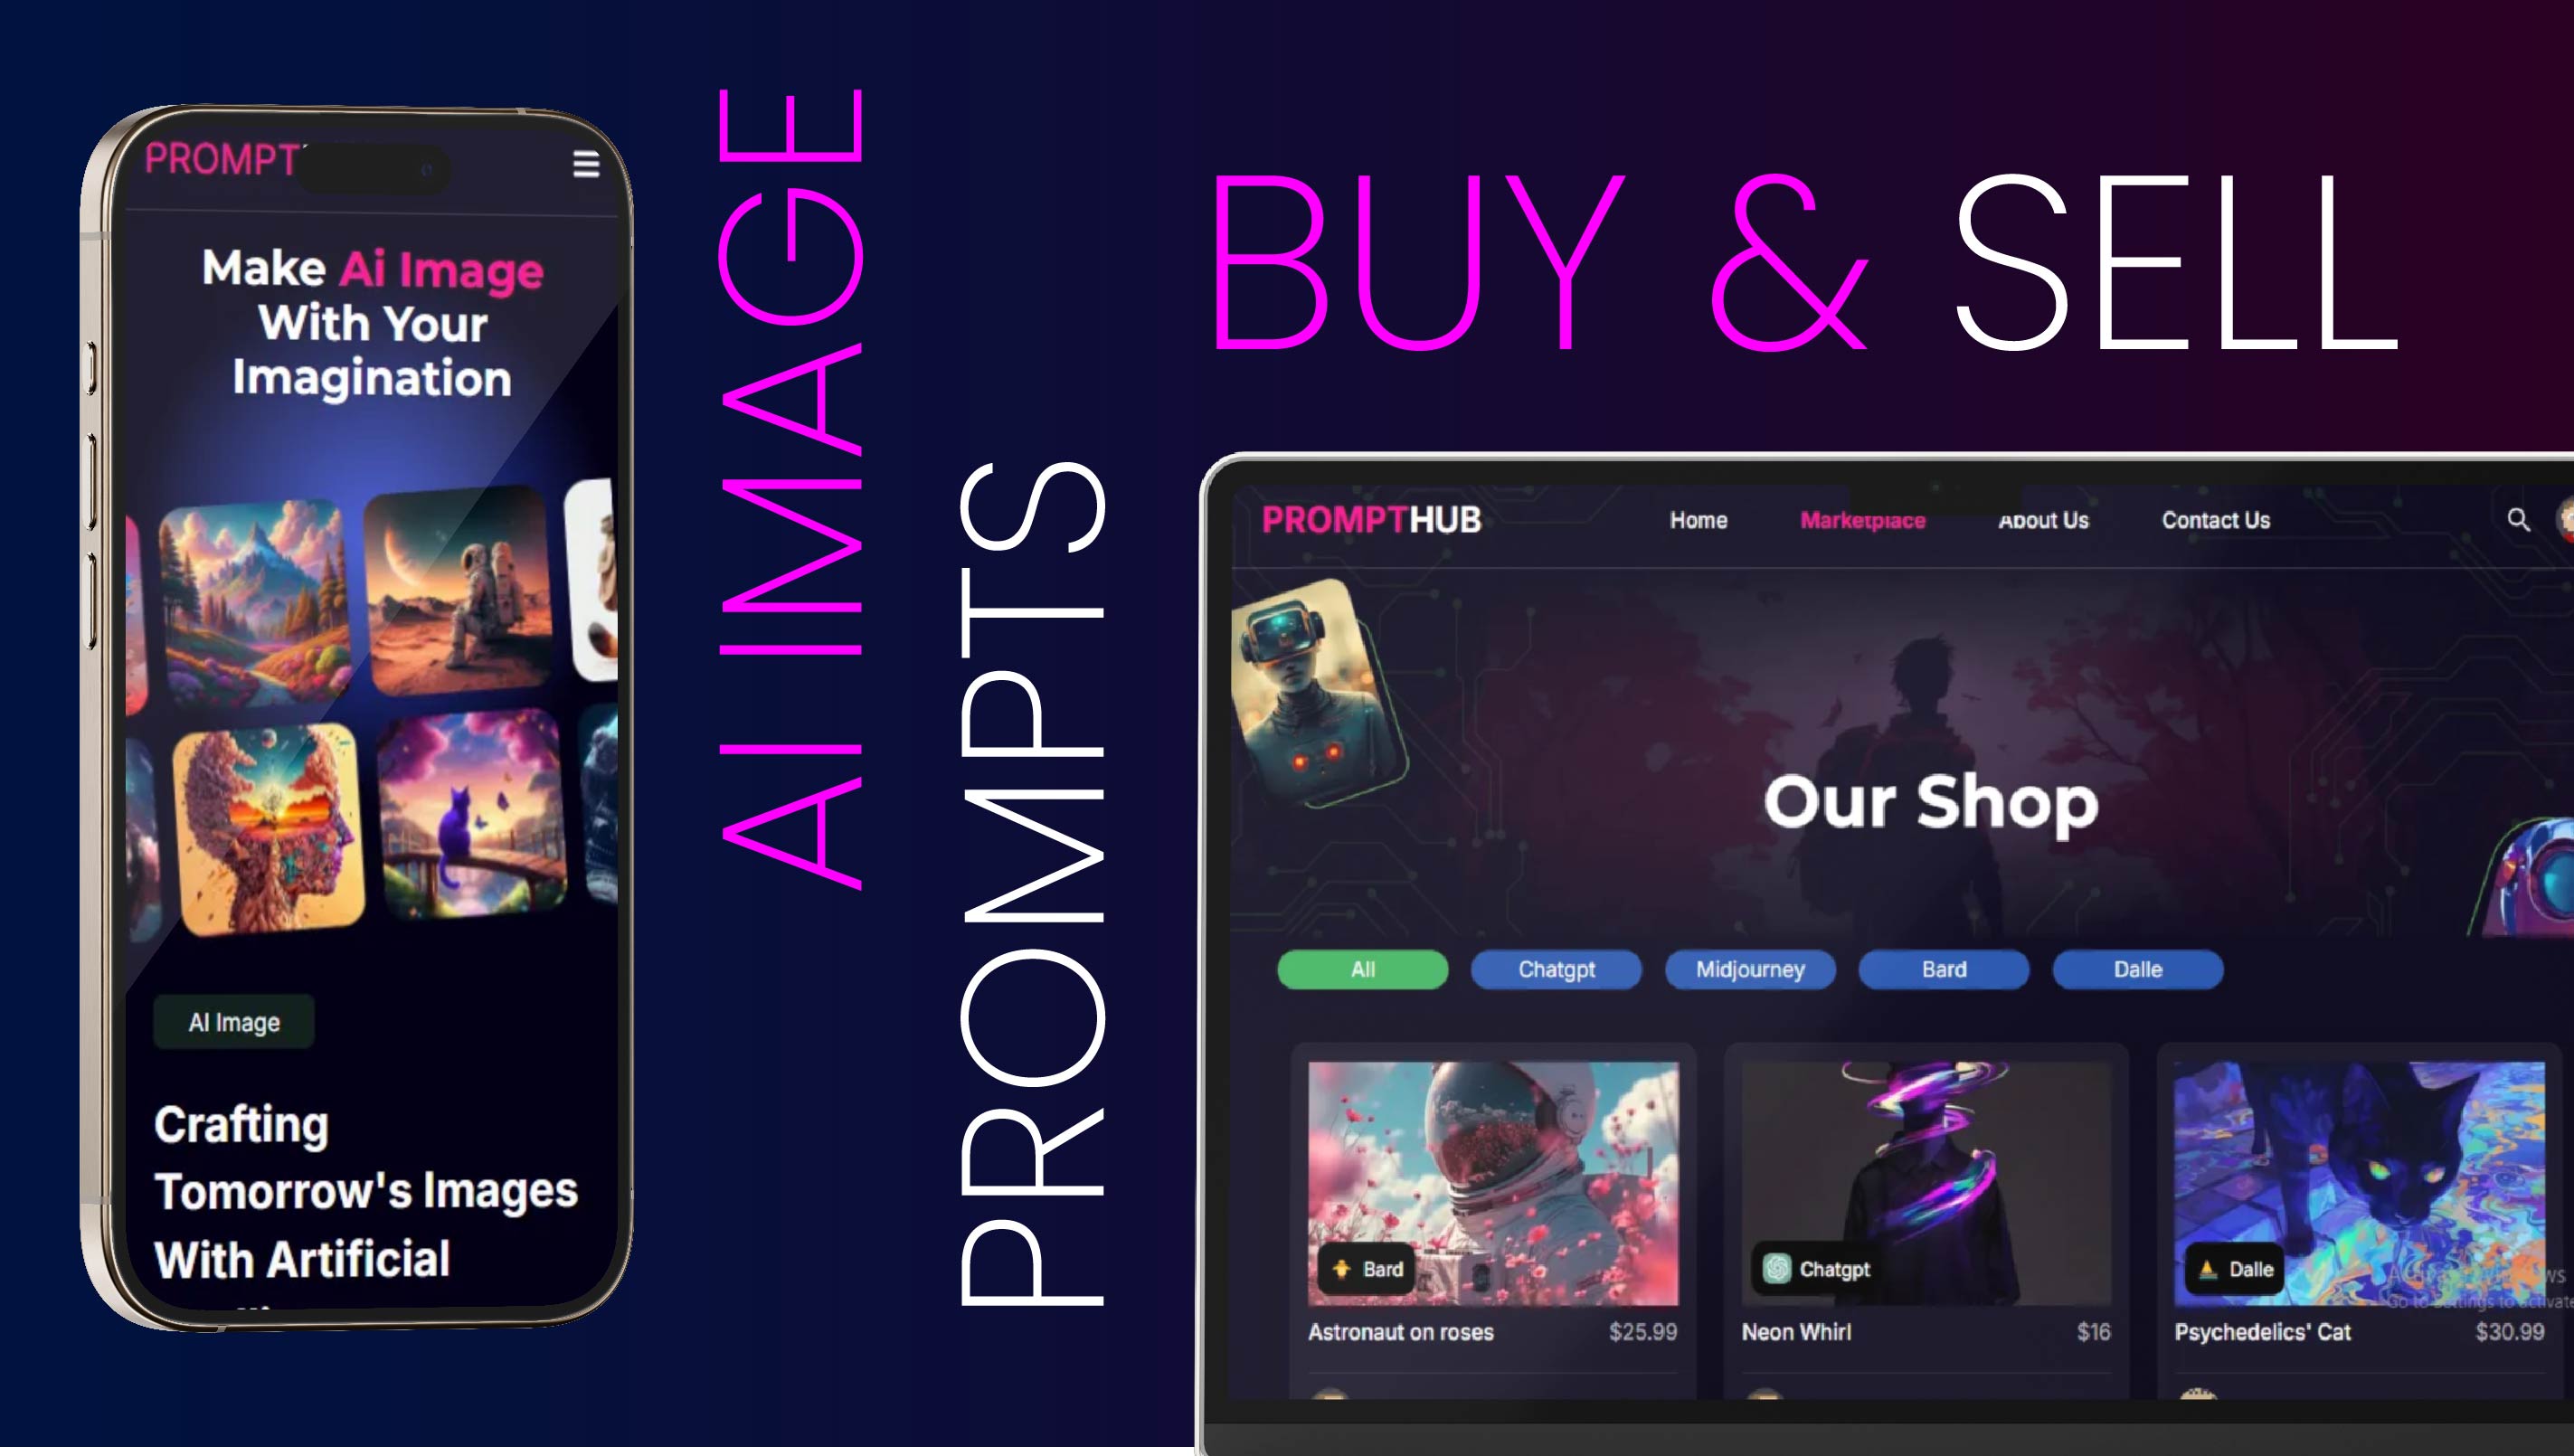 PROMPT
Make Ai Image
With Your
Imagination
AI Image
Crafting
Tomorrow's Images
With Artificial
AI IMAGE
PROMPTS
BUY & SELL
PROMPTHUB
Home
Marketplace
About Us
Contact Us
Our Shop
All
Chatgpt
Midjourney
Bard
Dalle
Bard
Chatgpt
Dalle
Astronaut on roses
$25.99
Neon Whirl
$16
Psychedelics' Cat
$30.99